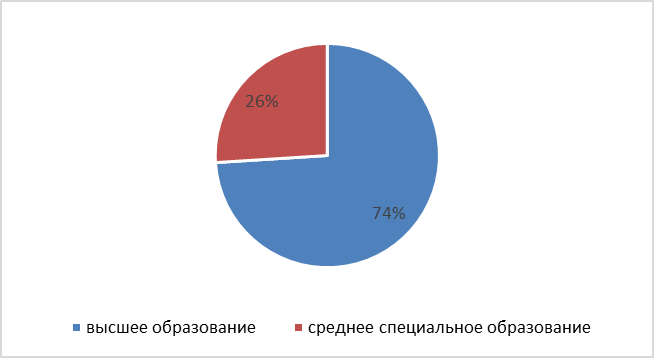 26%
74%
высшее образование
среднее специальное образование